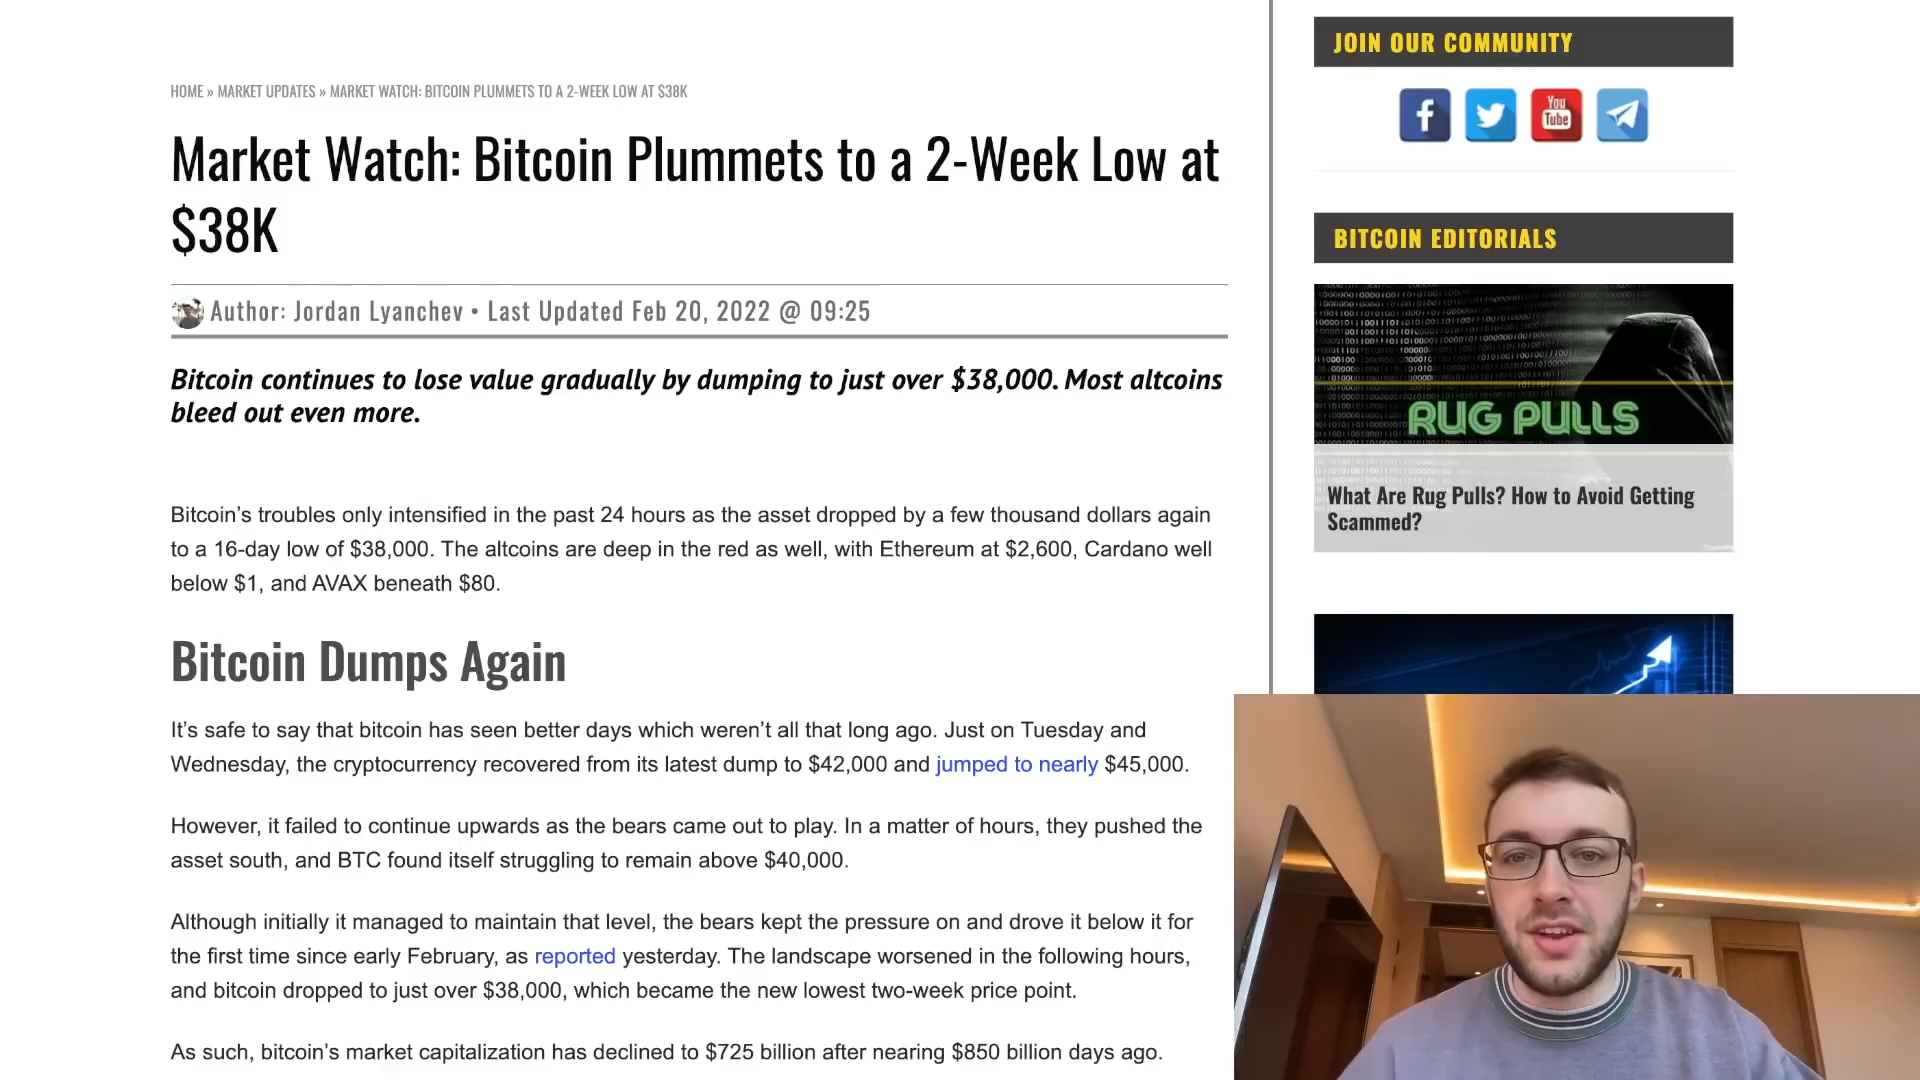 HOME » MARKET UPDATES » MARKET WATCH: BITCOIN PLUMMETS TO A 2-WEEK LOW AT $38K
Market Watch: Bitcoin Plummets to a 2-Week Low at
$38K
Author: Jordan Lyanchev • Last Updated Feb 20, 2022 @ 09:25
Bitcoin continues to lose value gradually by dumping to just over $38,000. Most altcoins
bleed out even more.
Bitcoin’s troubles only intensified in the past 24 hours as the asset dropped by a few thousand dollars again
to a 16-day low of $38,000. The altcoins are deep in the red as well, with Ethereum at $2,600, Cardano well
below $1, and AVAX beneath $80.
Bitcoin Dumps Again
It’s safe to say that bitcoin has seen better days which weren’t all that long ago. Just on Tuesday and
Wednesday, the cryptocurrency recovered from its latest dump to $42,000 and jumped to nearly $45,000.
However, it failed to continue upwards as the bears came out to play. In a matter of hours, they pushed the
asset south, and BTC found itself struggling to remain above $40,000.
Although initially it managed to maintain that level, the bears kept the pressure on and drove it below it for
the first time since early February, as reported yesterday. The landscape worsened in the following hours,
and bitcoin dropped to just over $38,000, which became the new lowest two-week price point.
As such, bitcoin’s market capitalization has declined to $725 billion after nearing $850 billion days ago.
JOIN OUR COMMUNITY
You
Tube
BITCOIN EDITORIALS
RUG PULLS
What Are Rug Pulls? How to Avoid Getting
Scammed?